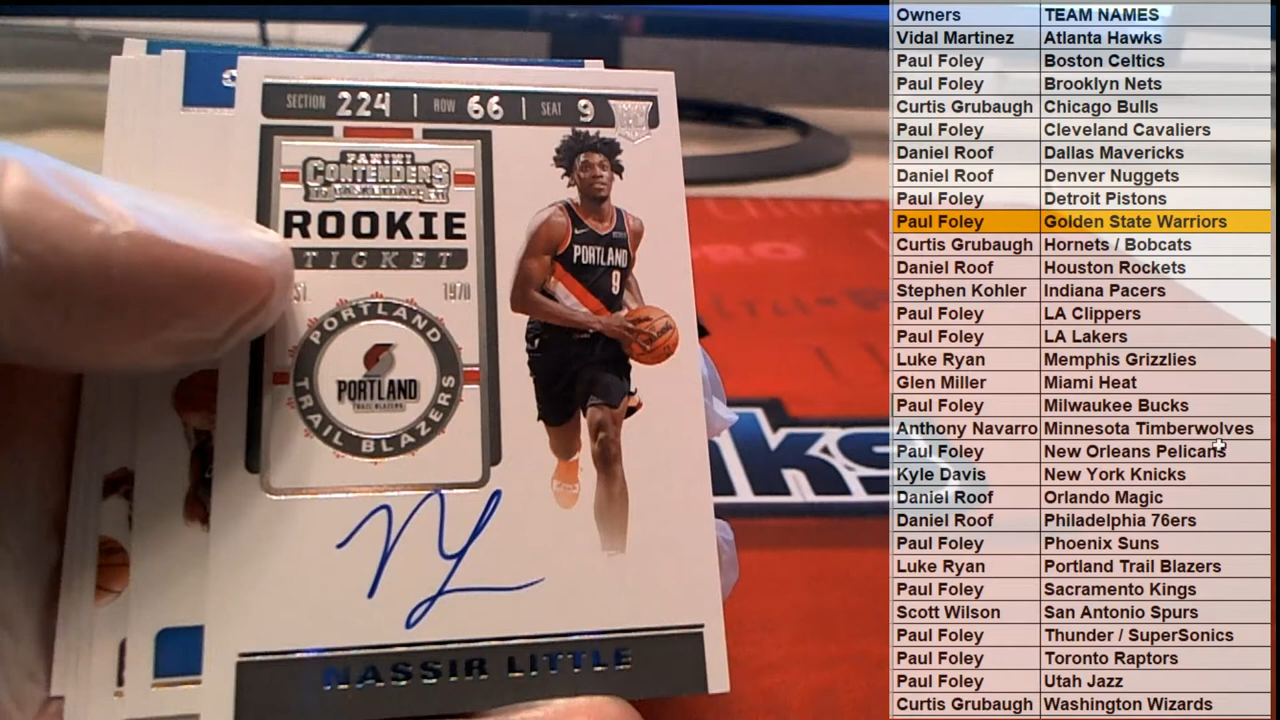 SECTION 224 | ROW 66 | SEAT 9
PANINI
CONTENDERS
BASKETBALL
ROOKIE
TICKET
1970
PORTLAND
TRAIL BLAZERS
PORTLAND
TRAIL BLAZERS
PORTLAND
9
NL
NASSIR LITTLE
Owners TEAM NAMES
Vidal Martinez Atlanta Hawks
Paul Foley Boston Celtics
Paul Foley Brooklyn Nets
Curtis Grubaugh Chicago Bulls
Paul Foley Cleveland Cavaliers
Daniel Roof Dallas Mavericks
Daniel Roof Denver Nuggets
Paul Foley Detroit Pistons
Paul Foley Golden State Warriors
Curtis Grubaugh Hornets / Bobcats
Daniel Roof Houston Rockets
Stephen Kohler Indiana Pacers
Paul Foley LA Clippers
Paul Foley LA Lakers
Luke Ryan Memphis Grizzlies
Glen Miller Miami Heat
Paul Foley Milwaukee Bucks
Anthony Navarro Minnesota Timberwolves
Paul Foley New Orleans Pelicans
Kyle Davis New York Knicks
Daniel Roof Orlando Magic
Daniel Roof Philadelphia 76ers
Paul Foley Phoenix Suns
Luke Ryan Portland Trail Blazers
Paul Foley Sacramento Kings
Scott Wilson San Antonio Spurs
Paul Foley Thunder / SuperSonics
Paul Foley Toronto Raptors
Paul Foley Utah Jazz
Curtis Grubaugh Washington Wizards